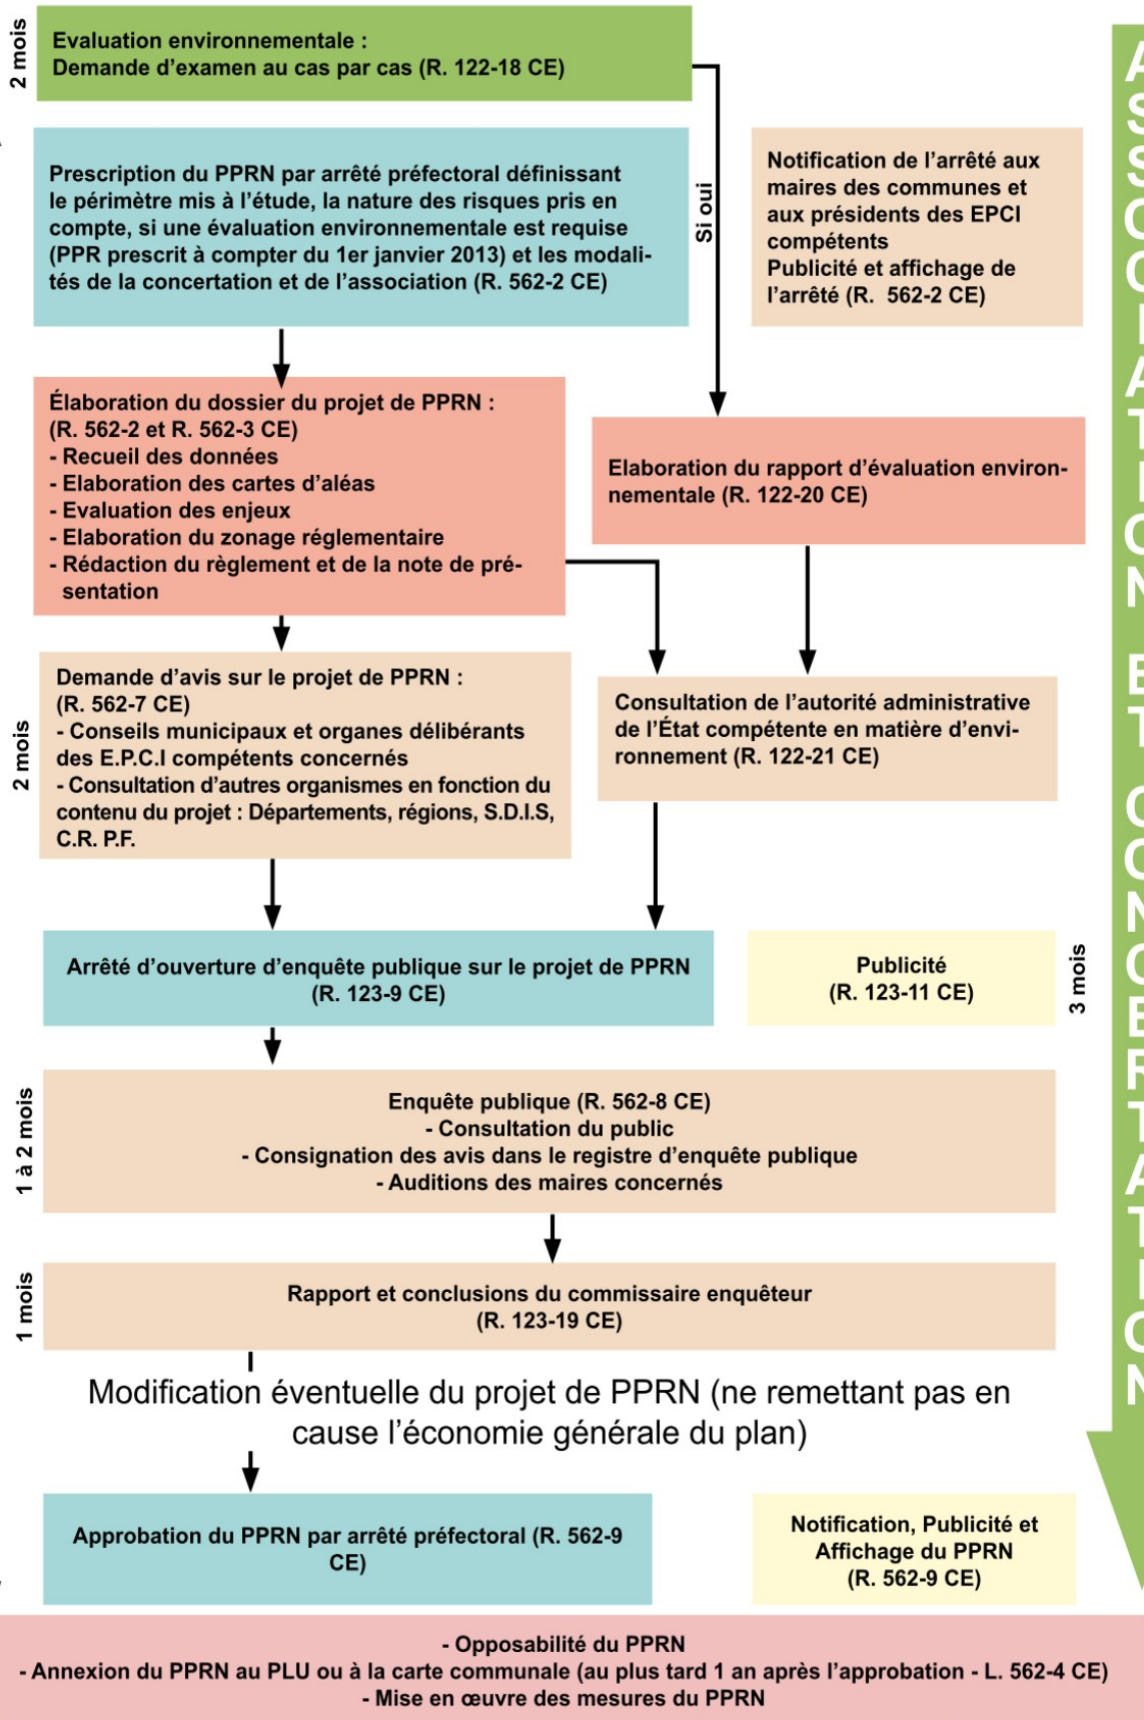 2 mois
Evaluation environnementale :
Demande d'examen au cas par cas (R. 122-18 CE)
Si oui
Prescription du PPRN par arrêté préfectoral définissant
le périmètre mis à l'étude, la nature des risques pris en
compte, si une évaluation environnementale est requise
(PPR prescrit à compter du 1er janvier 2013) et les modali-
tés de la concertation et de l'association (R. 562-2 CE)
Notification de l'arrêté aux
maires des communes et
aux présidents des EPCI
compétents
Publicité et affichage de
l'arrêté (R. 562-2 CE)
Élaboration du dossier du projet de PPRN :
(R. 562-2 et R. 562-3 CE)
- Recueil des données
- Elaboration des cartes d'aléas
- Evaluation des enjeux
- Elaboration du zonage réglementaire
- Rédaction du règlement et de la note de pré-
sentation
Elaboration du rapport d'évaluation environ-
nementale (R. 122-20 CE)
2 mois
Demande d'avis sur le projet de PPRN :
(R. 562-7 CE)
- Conseils municipaux et organes délibérants
des E.P.C.I compétents concernés
- Consultation d'autres organismes en fonction du
contenu du projet : Départements, régions, S.D.I.S,
C.R. P.F.
Consultation de l'autorité administrative
de l'État compétente en matière d'envi-
ronnement (R. 122-21 CE)
Arrêté d'ouverture d'enquête publique sur le projet de PPRN
(R. 123-9 CE)
Publicité
(R. 123-11 CE)
3 mois
1 à 2 mois
Enquête publique (R. 562-8 CE)
- Consultation du public
- Consignation des avis dans le registre d'enquête publique
- Auditions des maires concernés
1 mois
Rapport et conclusions du commissaire enquêteur
(R. 123-19 CE)
Modification éventuelle du projet de PPRN (ne remettant pas en
cause l'économie générale du plan)
Approbation du PPRN par arrêté préfectoral (R. 562-9
CE)
Notification, Publicité et
Affichage du PPRN
(R. 562-9 CE)
- Opposabilité du PPRN
- Annexion du PPRN au PLU ou à la carte communale (au plus tard 1 an après l'approbation - L. 562-4 CE)
- Mise en œuvre des mesures du PPRN
ASSOCIATION ET CONCERTATION